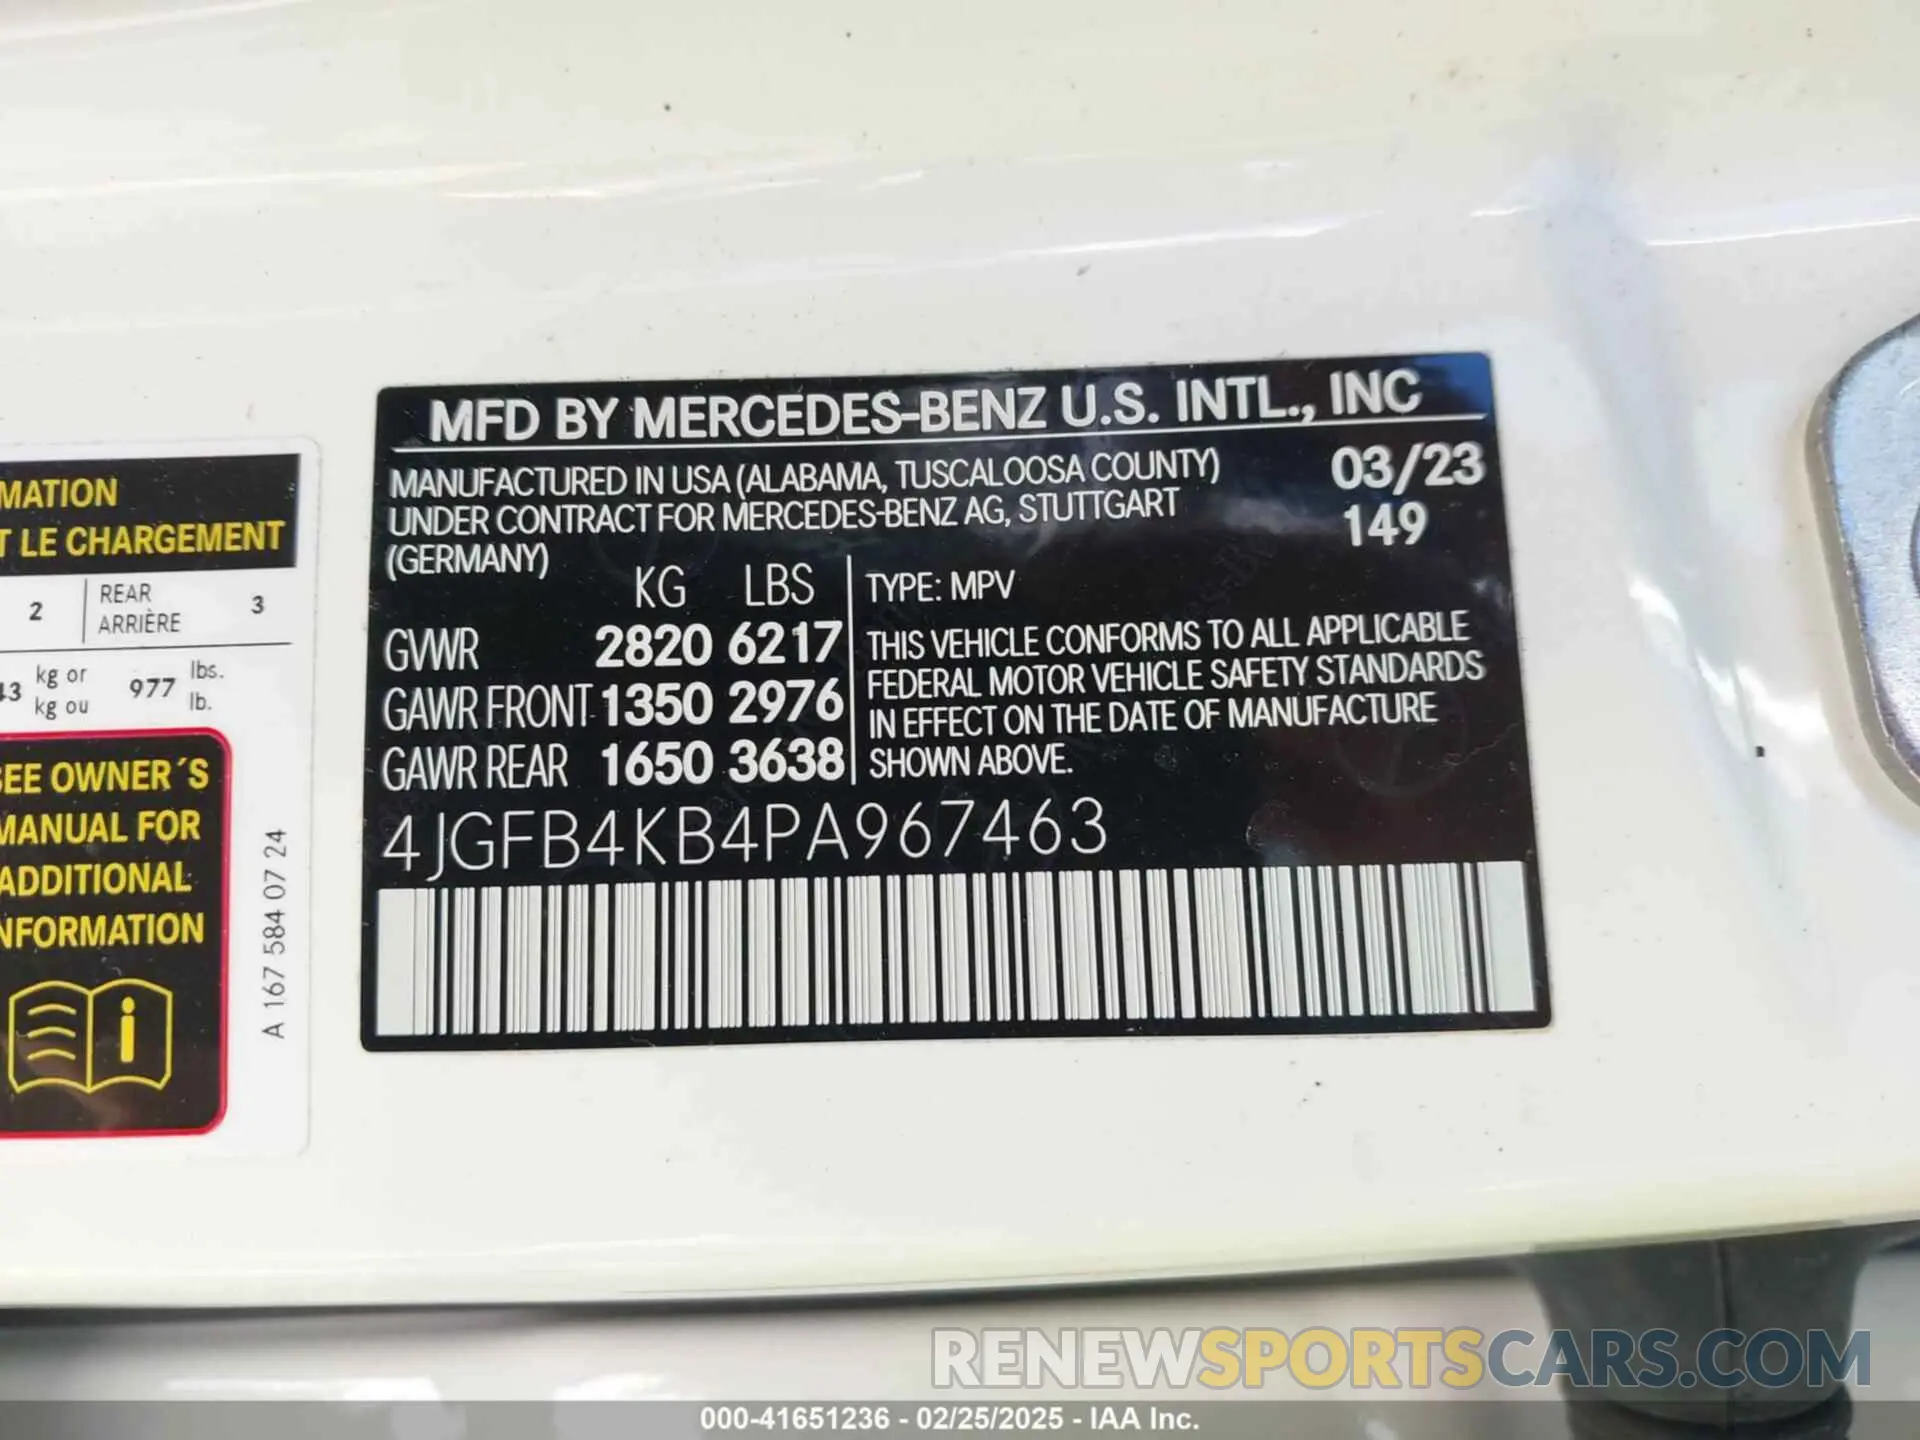 MATION
T LE CHARGEMENT
2 REAR ARRIÈRE 3
kg or kg ou 977 lbs. lb.
SEE OWNER´S
MANUAL FOR
ADDITIONAL
INFORMATION
A 167 584 07 24
MFD BY MERCEDES-BENZ U.S. INTL., INC
MANUFACTURED IN USA (ALABAMA, TUSCALOOSA COUNTY) 03/23
UNDER CONTRACT FOR MERCEDES-BENZ AG, STUTTGART 149
(GERMANY)
KG LBS
GVWR 2820 6217
GAWR FRONT 1350 2976
GAWR REAR 1650 3638
TYPE: MPV
THIS VEHICLE CONFORMS TO ALL APPLICABLE
FEDERAL MOTOR VEHICLE SAFETY STANDARDS
IN EFFECT ON THE DATE OF MANUFACTURE
SHOWN ABOVE.
4JGFB4KB4PA967463
RENEWSPORTSCARS.COM
000-41651236 - 02/25/2025 - IAA Inc.